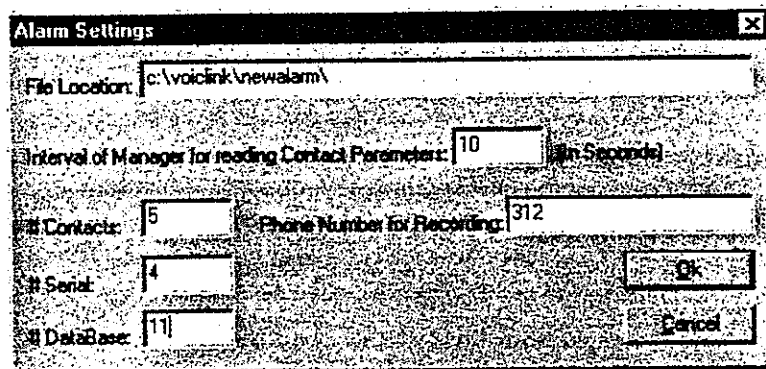 Alarm Settings
File Location: c:\voiclink\newalarm\
Interval of Manager for reading Contact Parameters: 10 (in Seconds)
# Contacts: 5 Phone Number for Recording: 312
# Serial: 4 Ok
# DataBase: 11 Cancel